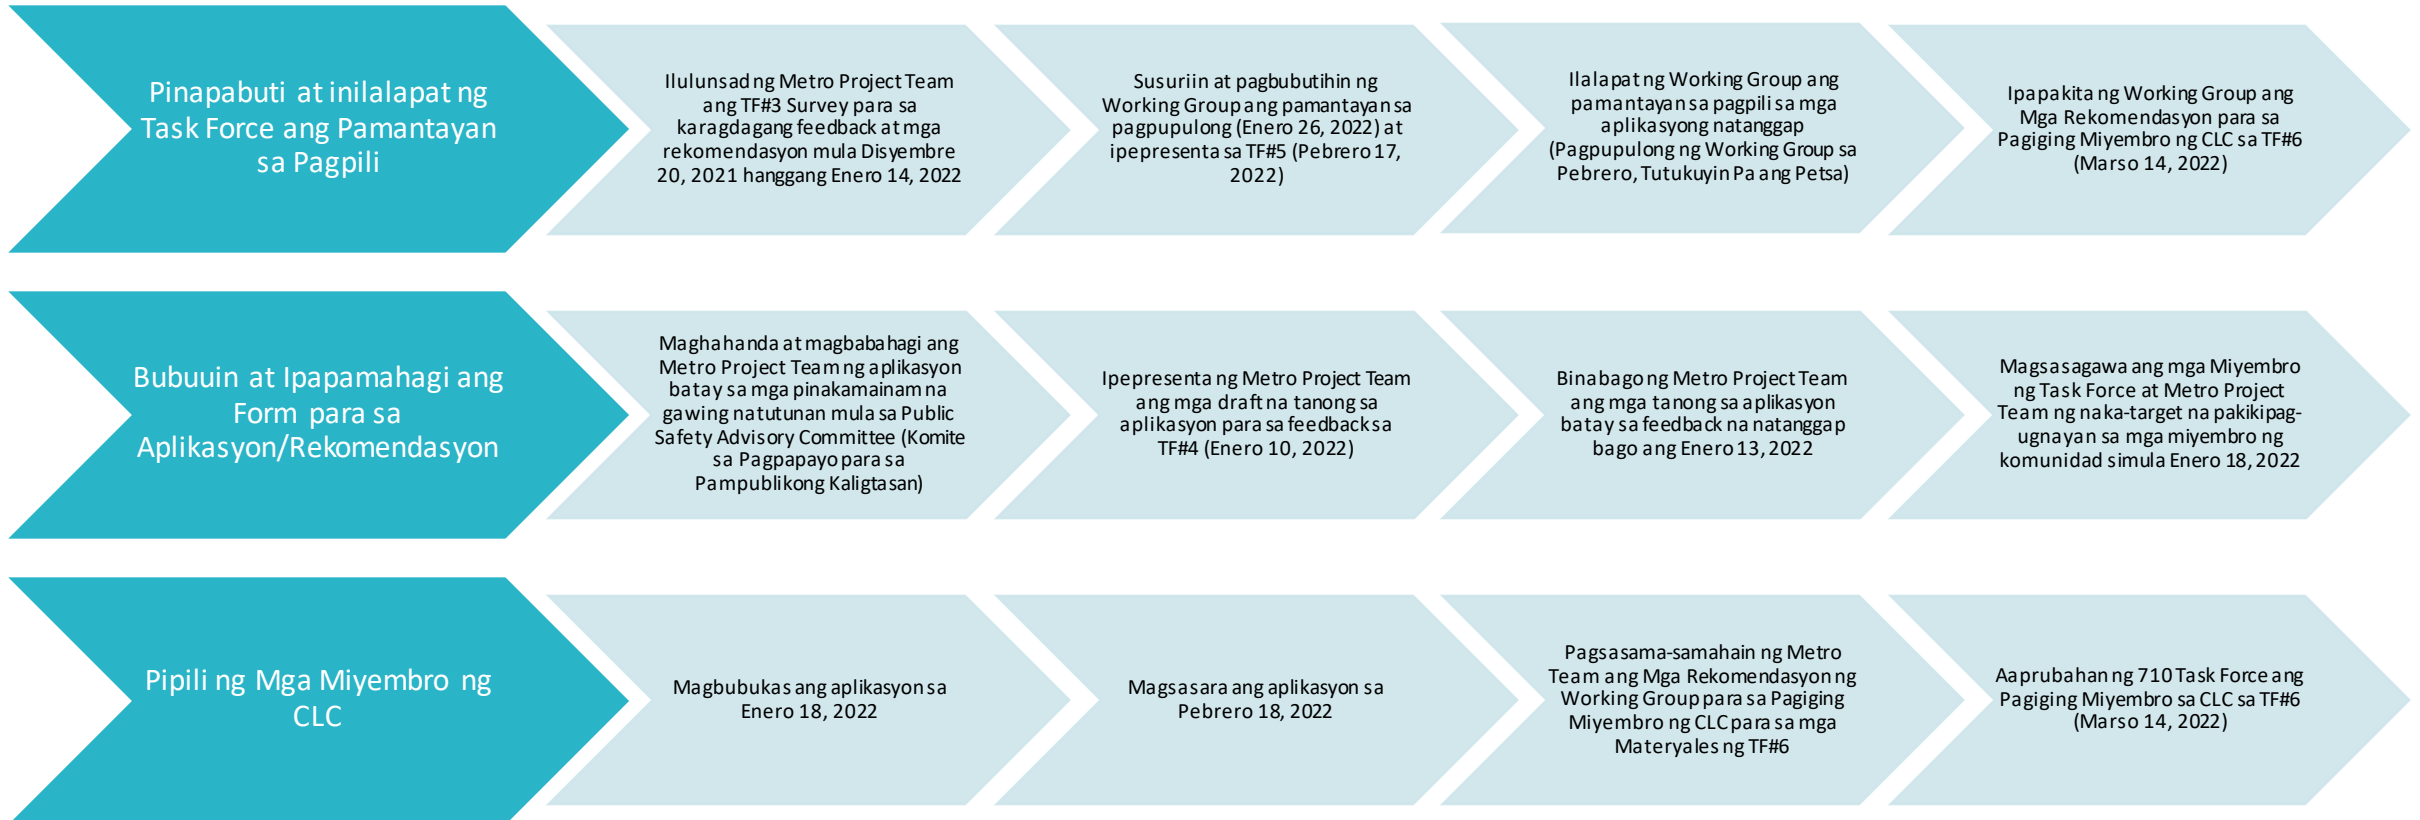 Pinapabuti at inilalapat ng
Task Force ang Pamantayan
sa Pagpili
Ilulunsad ng Metro Project Team
ang TF#3 Survey para sa
karagdagang feedback at mga
rekomendasyon mula Disyembre
20, 2021 hanggang Enero 14, 2022
Susuriin at pagbubutihin ng
Working Group ang pamantayan sa
pagpupulong (Enero 26, 2022) at
ipepresenta sa TF#5 (Pebrero 17,
2022)
Ilalapat ng Working Group ang
pamantayan sa pagpili sa mga
aplikasyong natanggap
(Pagpupulong ng Working Group sa
Pebrero, Tutukuyin Pa ang Petsa)
Ipapakita ng Working Group ang
Mga Rekomendasyon para sa
Pagiging Miyembro ng CLC sa TF#6
(Marso 14, 2022)
Bubuuin at Ipapamahagi ang
Form para sa
Aplikasyon/Rekomendasyon
Maghahanda at magbabahagi ang
Metro Project Team ng aplikasyon
batay sa mga pinakamainam na
gawing natutunan mula sa Public
Safety Advisory Committee (Komite
sa Pagpapayo para sa
Pampublikong Kaligtasan)
Ipepresenta ng Metro Project Team
ang mga draft na tanong sa
aplikasyon para sa feedback sa
TF#4 (Enero 10, 2022)
Binabago ng Metro Project Team
ang mga tanong sa aplikasyon
batay sa feedback na natanggap
bago ang Enero 13, 2022
Magsasagawa ang mga Miyembro
ng Task Force at Metro Project
Team ng naka-target na pakikipag-
ugnayan sa mga miyembro ng
komunidad simula Enero 18, 2022
Pipili ng Mga Miyembro ng
CLC
Magbubukas ang aplikasyon sa
Enero 18, 2022
Magsasara ang aplikasyon sa
Pebrero 18, 2022
Pagsasama-samahain ng Metro
Team ang Mga Rekomendasyon ng
Working Group para sa Pagiging
Miyembro ng CLC para sa mga
Materyales ng TF#6
Aaprubahan ng 710 Task Force ang
Pagiging Miyembro sa CLC sa TF#6
(Marso 14, 2022)